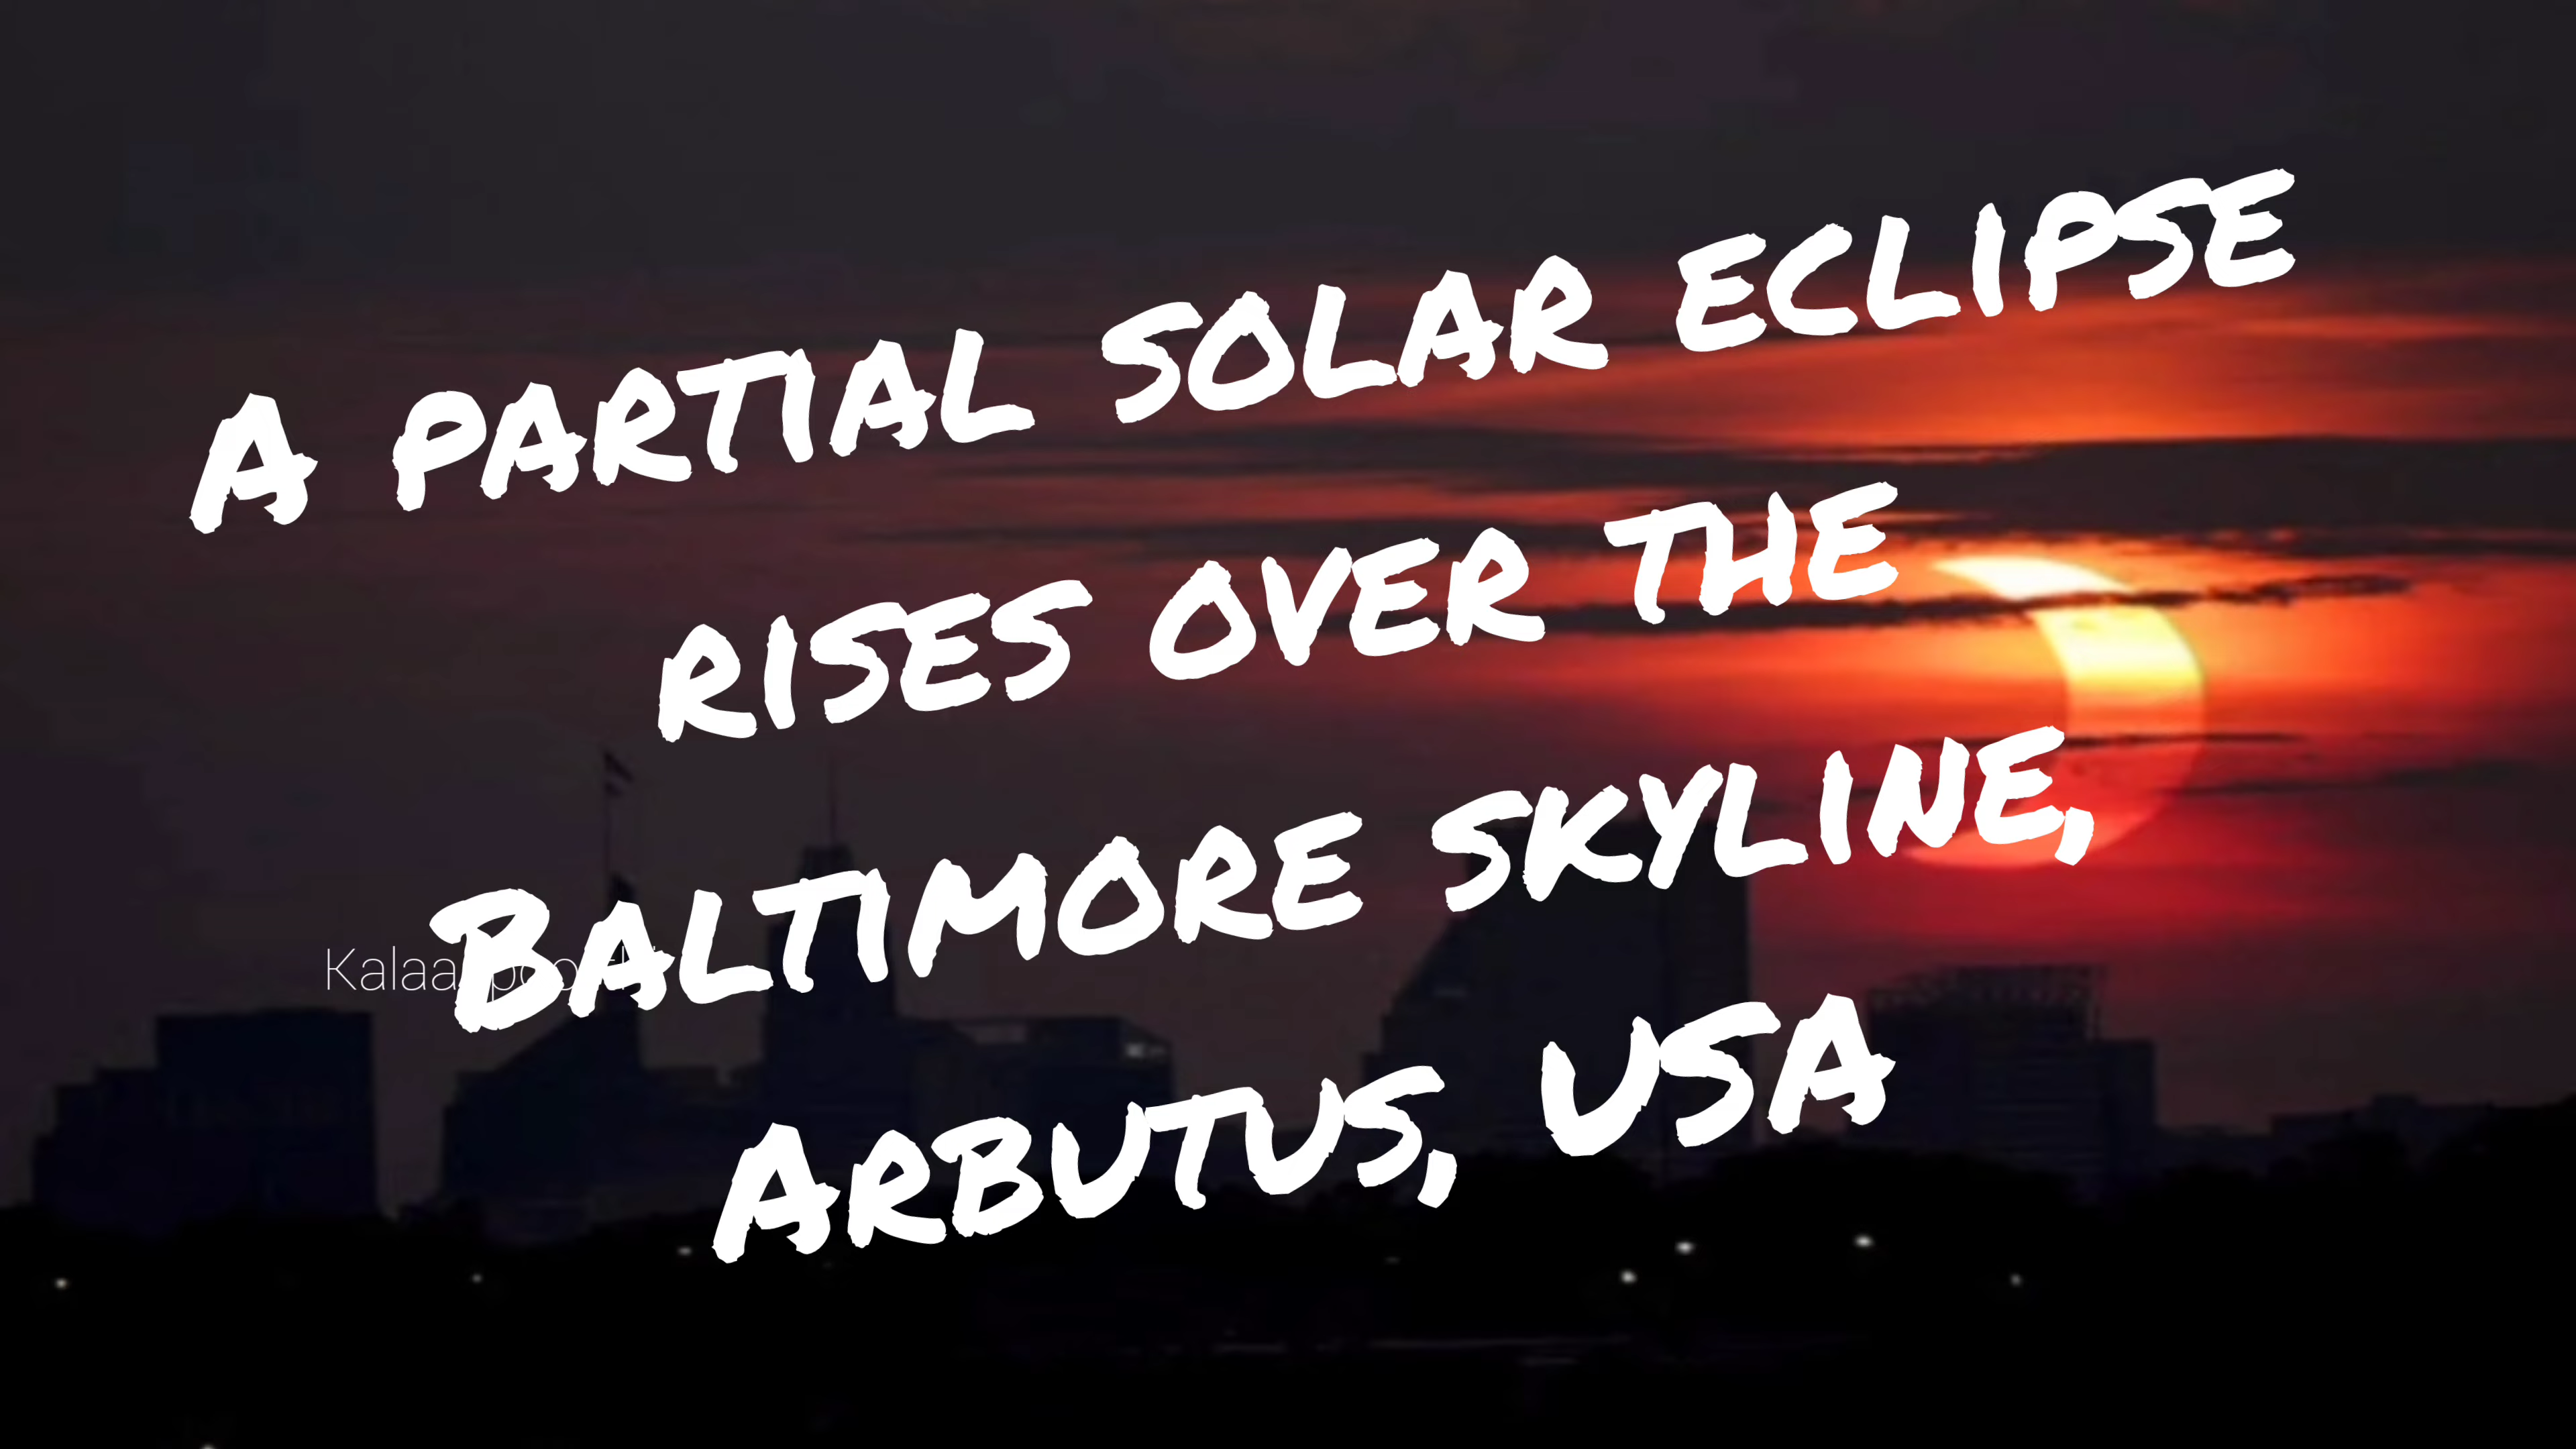 A partial solar eclipse
rises over the
Baltimore skyline,
Arbutus, USA